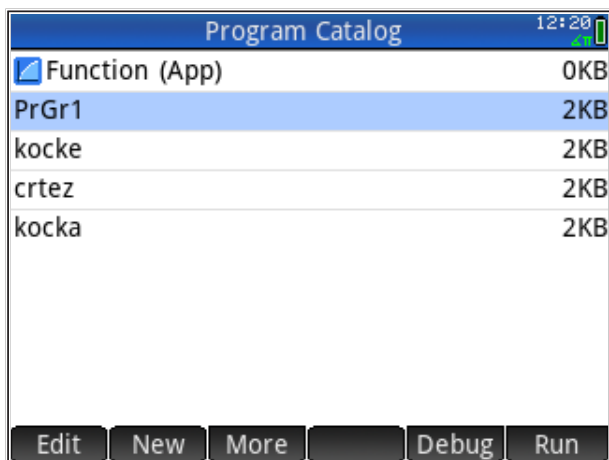 Program Catalog 12:20
∠π
Function (App) 0KB
PrGr1 2KB
kocke 2KB
crtez 2KB
kocka 2KB
Edit New More Debug Run